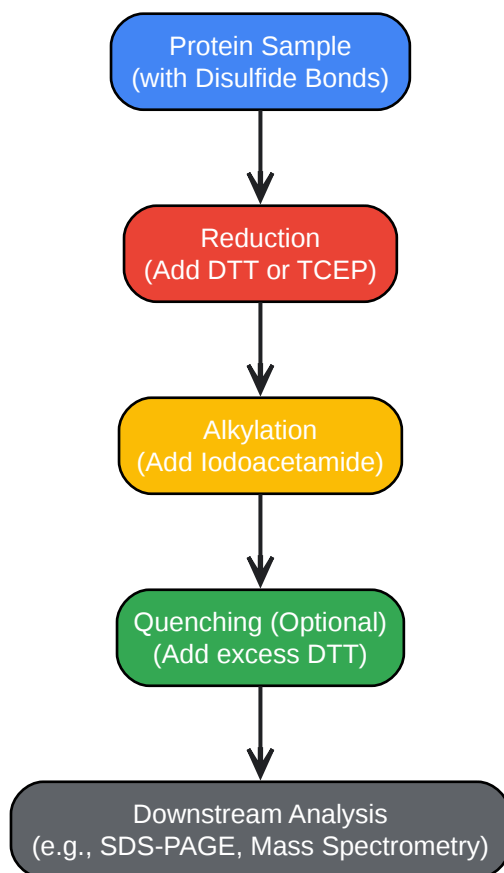 Protein Sample
(with Disulfide Bonds)
Reduction
(Add DTT or TCEP)
Alkylation
(Add Iodoacetamide)
Quenching (Optional)
(Add excess DTT)
Downstream Analysis
(e.g., SDS-PAGE, Mass Spectrometry)